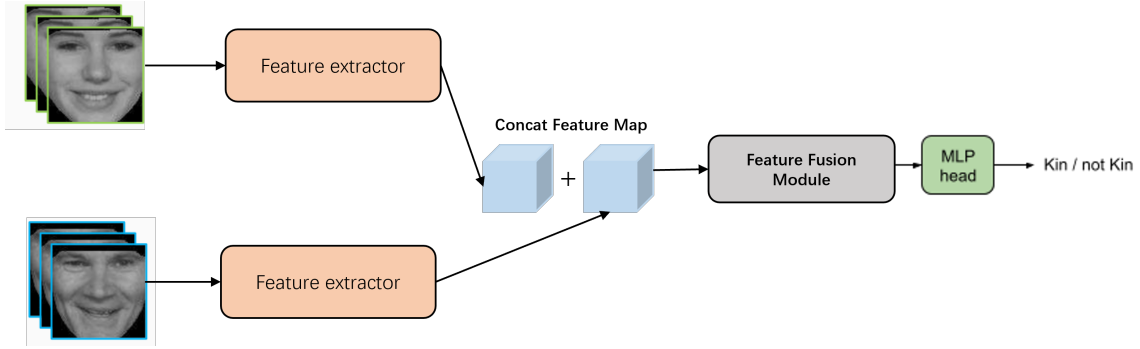 Feature extractor
Concat Feature Map
+
Feature Fusion
Module
MLP
head
Kin / not Kin
Feature extractor